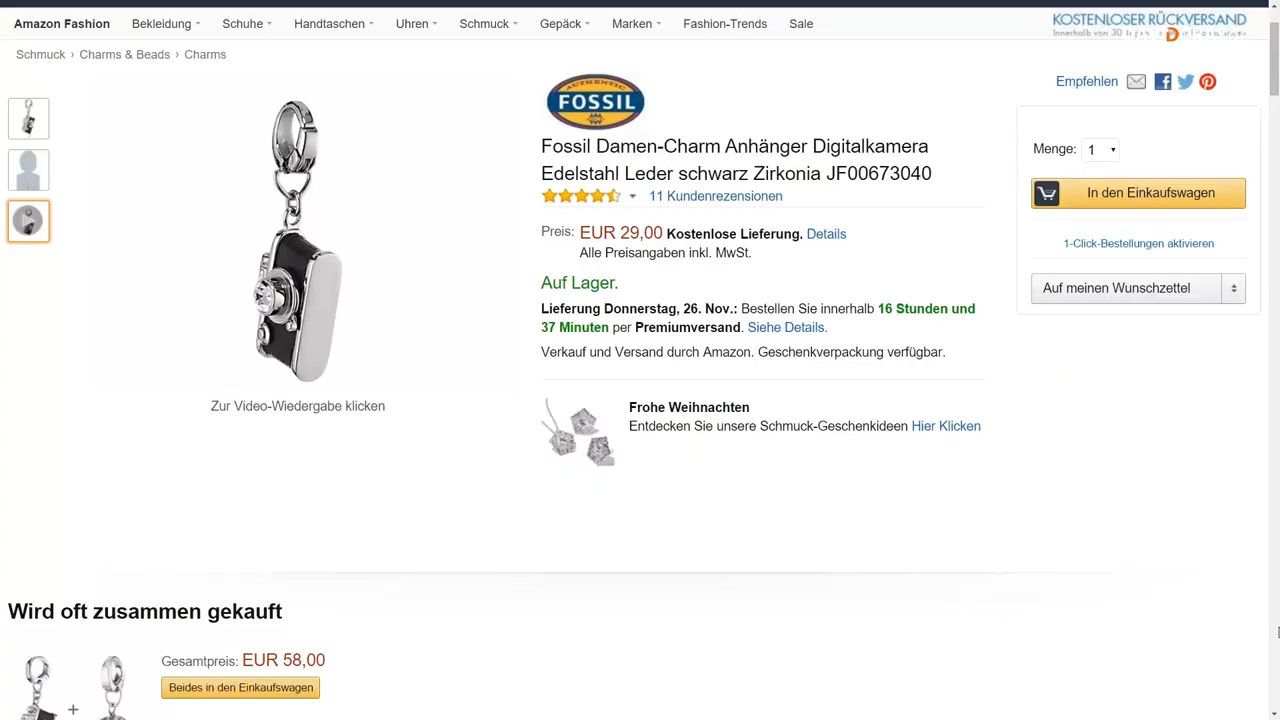 Amazon Fashion Bekleidung Schuhe Handtaschen Uhren Schmuck Gepäck Marken Fashion-Trends Sale
KOSTENLOSER RÜCKVERSAND
Innerhalb von 30
Schmuck › Charms & Beads › Charms
Empfehlen
AUTHENTIC
FOSSIL
Fossil Damen-Charm Anhänger Digitalkamera
Edelstahl Leder schwarz Zirkonia JF00673040
11 Kundenrezensionen
Preis: EUR 29,00 Kostenlose Lieferung. Details
Alle Preisangaben inkl. MwSt.
Auf Lager.
Lieferung Donnerstag, 26. Nov.: Bestellen Sie innerhalb 16 Stunden und
37 Minuten per Premiumversand. Siehe Details.
Verkauf und Versand durch Amazon. Geschenkverpackung verfügbar.
Menge: 1
In den Einkaufswagen
1-Click-Bestellungen aktivieren
Auf meinen Wunschzettel
Zur Video-Wiedergabe klicken
Frohe Weihnachten
Entdecken Sie unsere Schmuck-Geschenkideen Hier Klicken
Wird oft zusammen gekauft
Gesamtpreis: EUR 58,00
Beides in den Einkaufswagen
+